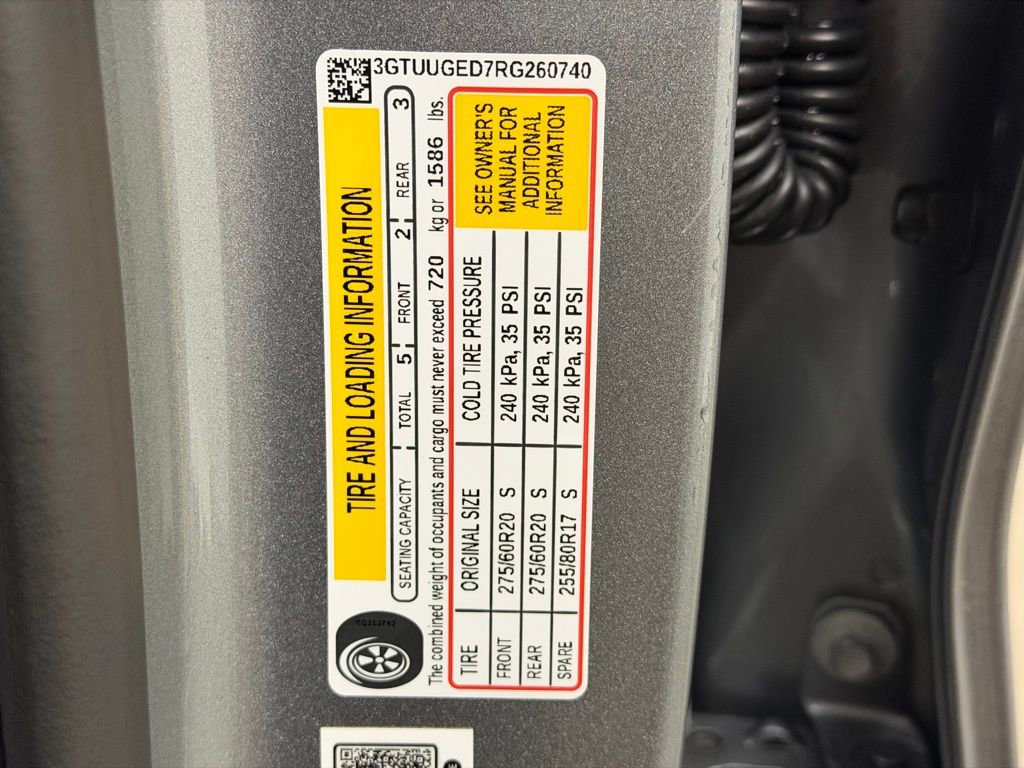 3GTUUGED7RG260740
TIRE AND LOADING INFORMATION
SEATING CAPACITY TOTAL 5 FRONT 2 REAR 3
The combined weight of occupants and cargo must never exceed 720 kg or 1586 lbs.
TIRE ORIGINAL SIZE COLD TIRE PRESSURE
FRONT 275/60R20 S 240 kPa, 35 PSI
REAR 275/60R20 S 240 kPa, 35 PSI
SPARE 255/80R17 S 240 kPa, 35 PSI
SEE OWNER'S
MANUAL FOR
ADDITIONAL
INFORMATION